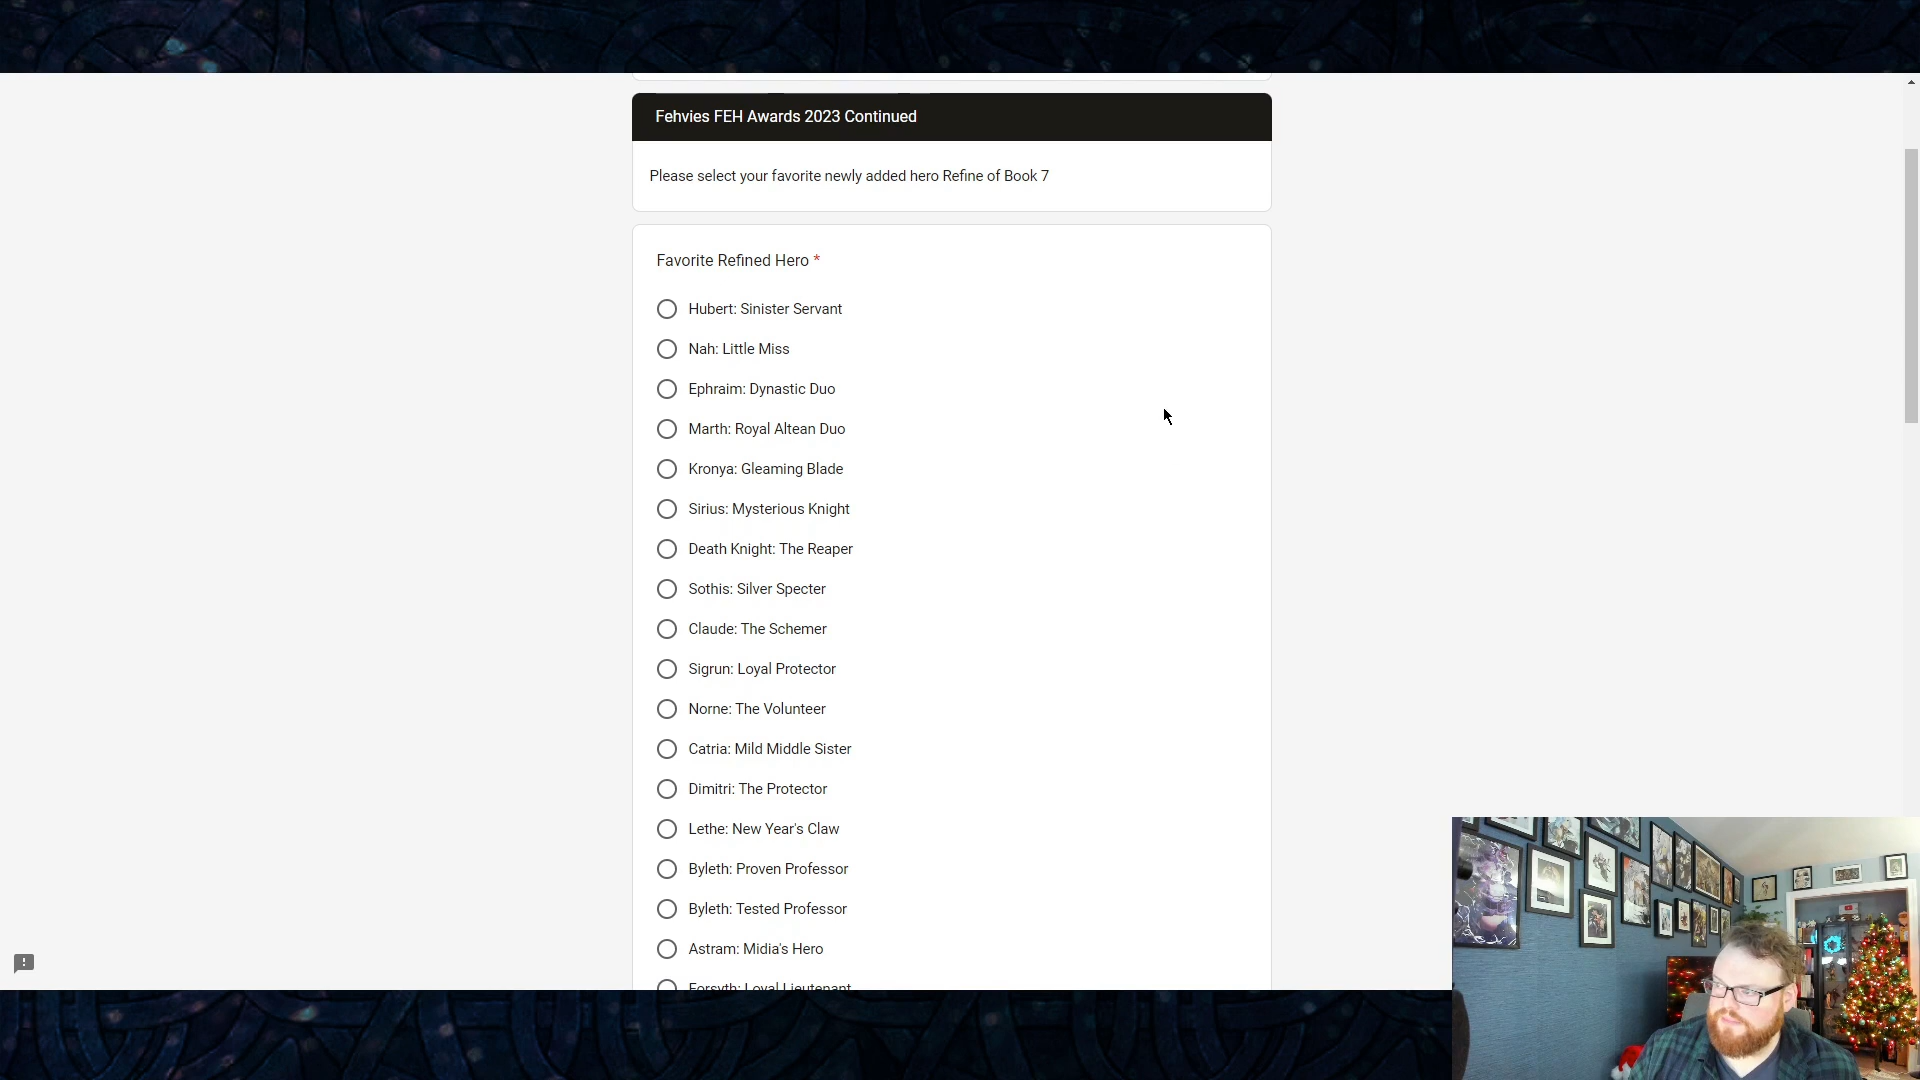 Fehvies FEH Awards 2023 Continued
Please select your favorite newly added hero Refine of Book 7
Favorite Refined Hero *
Hubert: Sinister Servant
Nah: Little Miss
Ephraim: Dynastic Duo
Marth: Royal Altean Duo
Kronya: Gleaming Blade
Sirius: Mysterious Knight
Death Knight: The Reaper
Sothis: Silver Specter
Claude: The Schemer
Sigrun: Loyal Protector
Norne: The Volunteer
Catria: Mild Middle Sister
Dimitri: The Protector
Lethe: New Year's Claw
Byleth: Proven Professor
Byleth: Tested Professor
Astram: Midia's Hero
Forsyth: Loyal Lieutenant